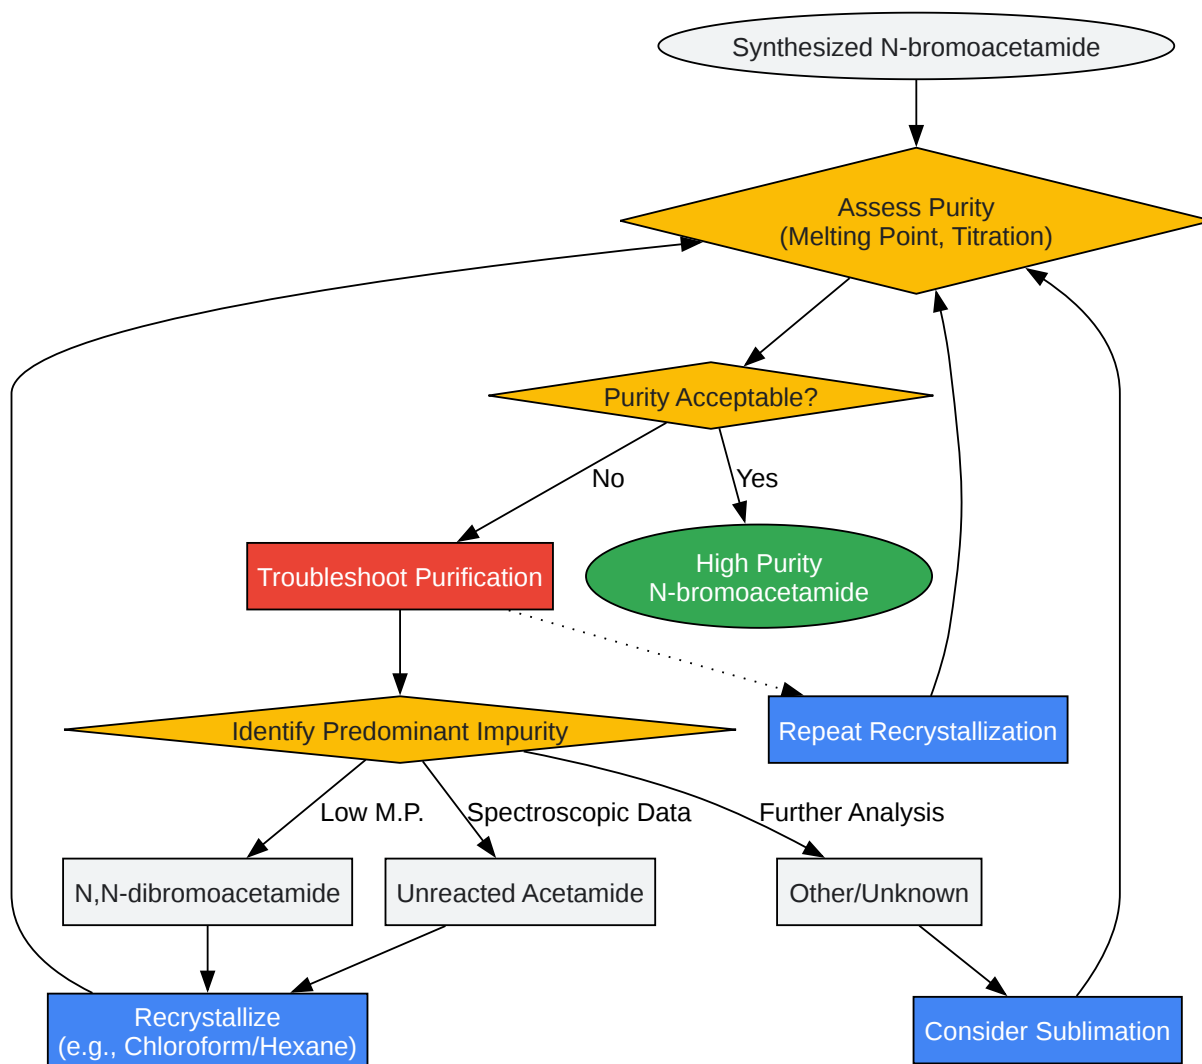 Synthesized N-bromoacetamide
Assess Purity
(Melting Point, Titration)
Purity Acceptable?
No
Yes
Troubleshoot Purification
High Purity
N-bromoacetamide
Identify Predominant Impurity
Repeat Recrystallization
Low M.P.
Spectroscopic Data
Further Analysis
N,N-dibromoacetamide
Unreacted Acetamide
Other/Unknown
Recrystallize
(e.g., Chloroform/Hexane)
Consider Sublimation